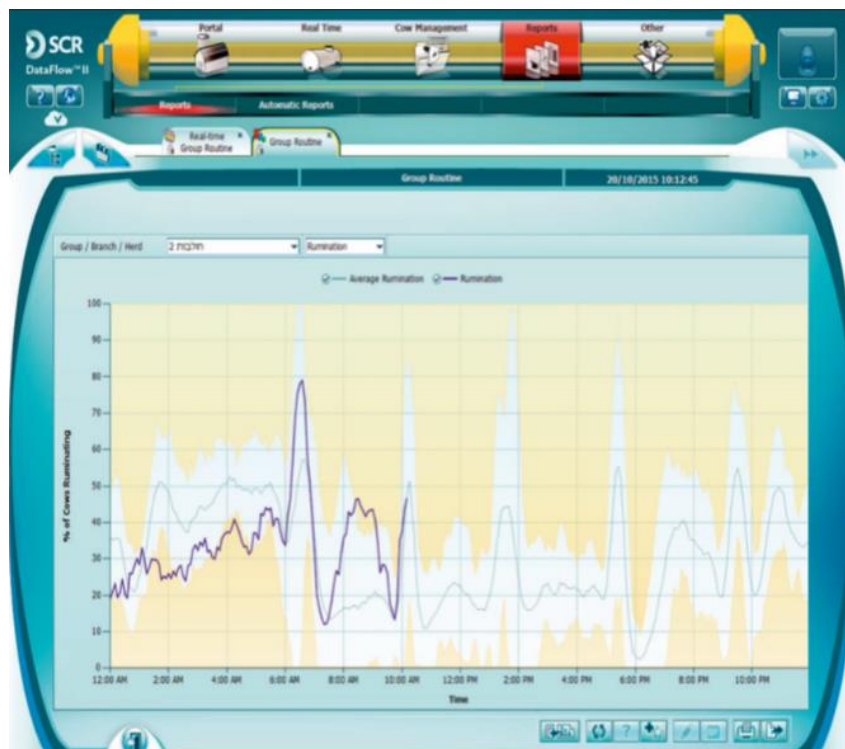 Portal Real Time Cow Management Reports Other
SCR
DataFlow™ II
Reports Automatic Reports
Real-time Group Routine
Group Routine
Group Routine 20/10/2015 10:12:45
Group / Branch / Herd חולבות 2 Rumination
Average Rumination Rumination
% of Cows Ruminating
100
90
80
70
60
50
40
30
20
10
0
12:00 AM 2:00 AM 4:00 AM 6:00 AM 8:00 AM 10:00 AM 12:00 PM 2:00 PM 4:00 PM 6:00 PM 8:00 PM 10:00 PM
Time